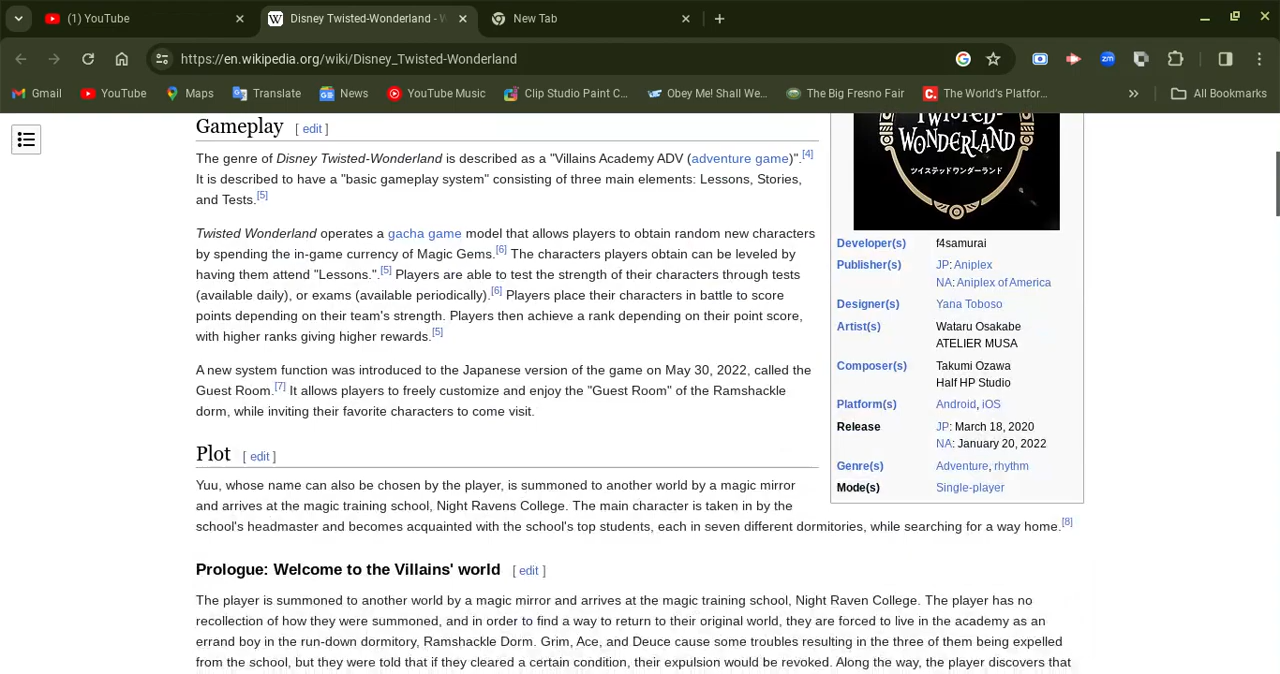 (1) YouTube
Disney Twisted-Wonderland - W
New Tab
https://en.wikipedia.org/wiki/Disney_Twisted-Wonderland
Gmail
YouTube
Maps
Translate
News
YouTube Music
Clip Studio Paint C...
Obey Me! Shall We...
The Big Fresno Fair
The World's Platfor...
All Bookmarks
Gameplay [ edit ]
The genre of Disney Twisted-Wonderland is described as a "Villains Academy ADV (adventure game)".[4]
It is described to have a "basic gameplay system" consisting of three main elements: Lessons, Stories,
and Tests.[5]
Twisted Wonderland operates a gacha game model that allows players to obtain random new characters
by spending the in-game currency of Magic Gems.[6] The characters players obtain can be leveled by
having them attend "Lessons.".[5] Players are able to test the strength of their characters through tests
(available daily), or exams (available periodically).[6] Players place their characters in battle to score
points depending on their team's strength. Players then achieve a rank depending on their point score,
with higher ranks giving higher rewards.[5]
A new system function was introduced to the Japanese version of the game on May 30, 2022, called the
Guest Room.[7] It allows players to freely customize and enjoy the "Guest Room" of the Ramshackle
dorm, while inviting their favorite characters to come visit.
TWISTED
WONDERLAND
ツイステッドワンダーランド
Developer(s) f4samurai
Publisher(s) JP: Aniplex
NA: Aniplex of America
Designer(s) Yana Toboso
Artist(s) Wataru Osakabe
ATELIER MUSA
Composer(s) Takumi Ozawa
Half HP Studio
Platform(s) Android, iOS
Release JP: March 18, 2020
NA: January 20, 2022
Genre(s) Adventure, rhythm
Mode(s) Single-player
Plot [ edit ]
Yuu, whose name can also be chosen by the player, is summoned to another world by a magic mirror
and arrives at the magic training school, Night Ravens College. The main character is taken in by the
school's headmaster and becomes acquainted with the school's top students, each in seven different dormitories, while searching for a way home.[8]
Prologue: Welcome to the Villains' world [ edit ]
The player is summoned to another world by a magic mirror and arrives at the magic training school, Night Raven College. The player has no
recollection of how they were summoned, and in order to find a way to return to their original world, they are forced to live in the academy as an
errand boy in the run-down dormitory, Ramshackle Dorm. Grim, Ace, and Deuce cause some troubles resulting in the three of them being expelled
from the school, but they were told that if they cleared a certain condition, their expulsion would be revoked. Along the way, the player discovers that